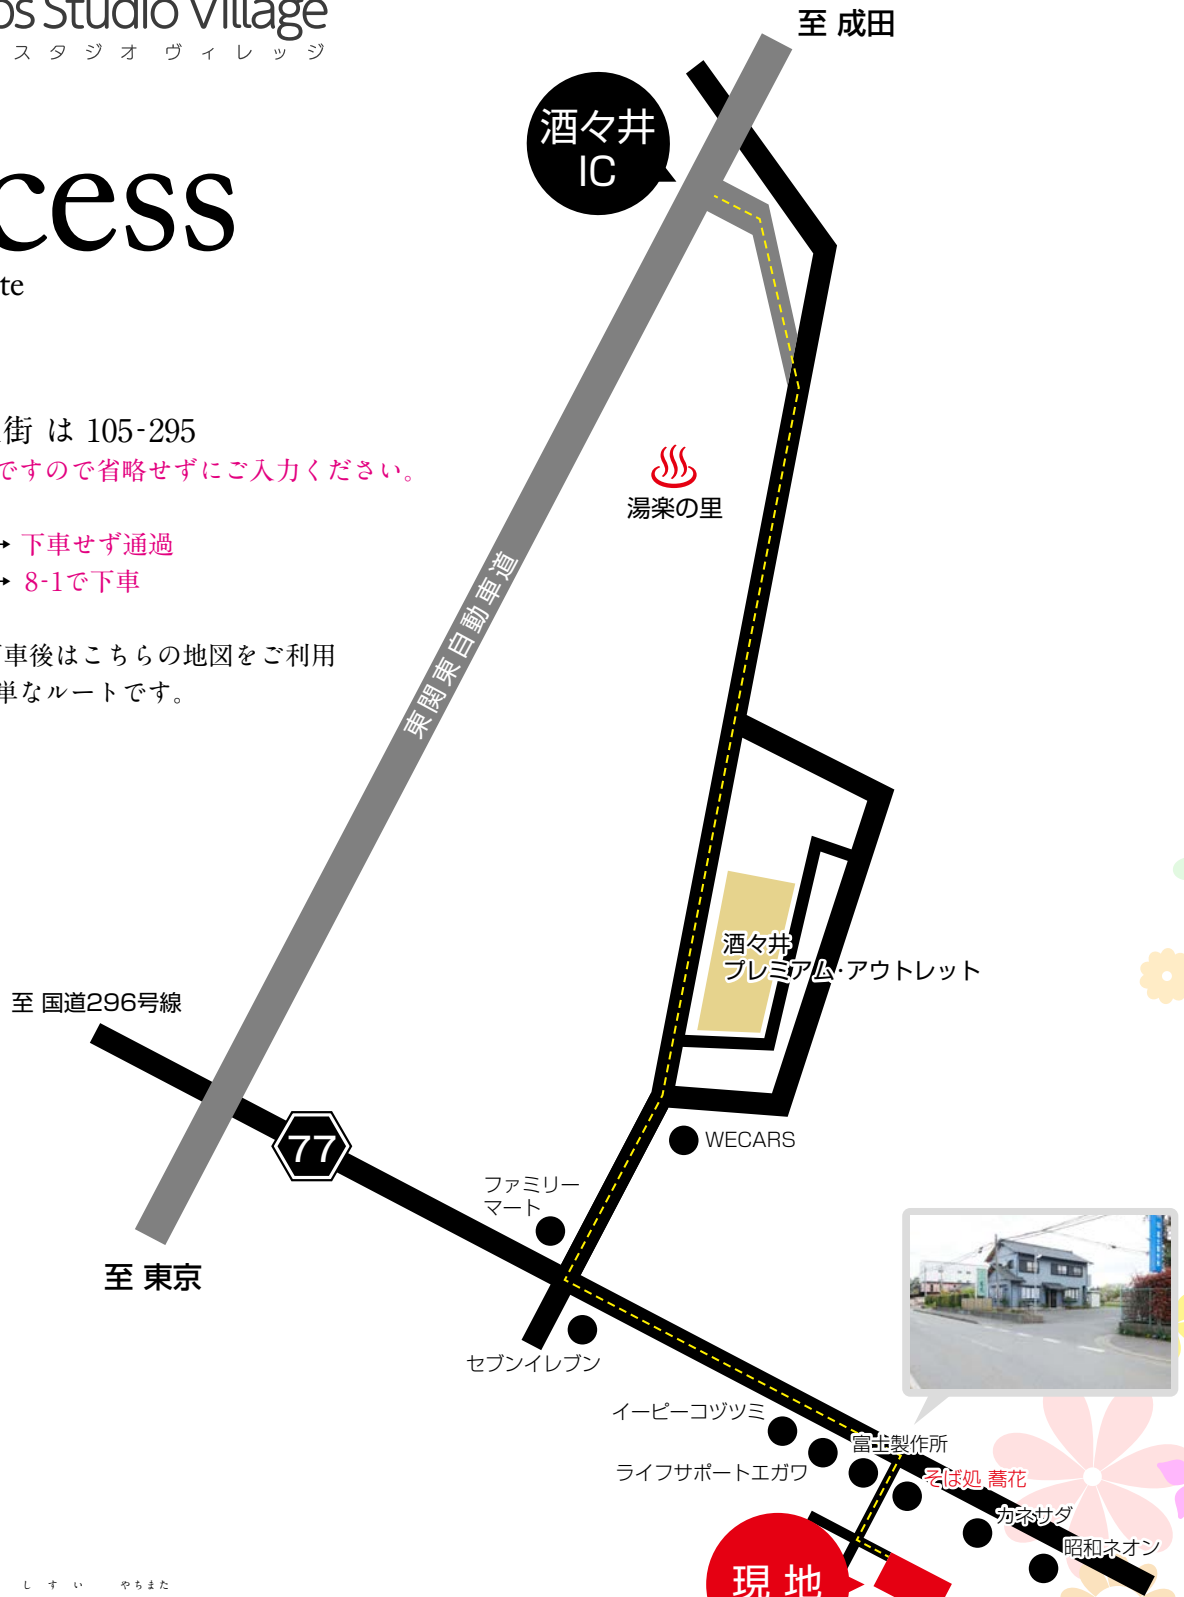 os Studio Village
スタジオ ヴィレッジ
cess
te
街 は 105-295
ですので省略せずにご入力ください。
→ 下車せず通過
→ 8-1で下車
車後はこちらの地図をご利用
単なルートです。
至 成田
酒々井
IC
湯楽の里
東関東自動車道
酒々井
プレミアム・アウトレット
至 国道296号線
77
WECARS
ファミリー
マート
至 東京
セブンイレブン
イーピーコヅツミ
富士製作所
ライフサポートエガワ
そば処 蕎花
カネサダ
昭和ネオン
現地
しすい やちまた